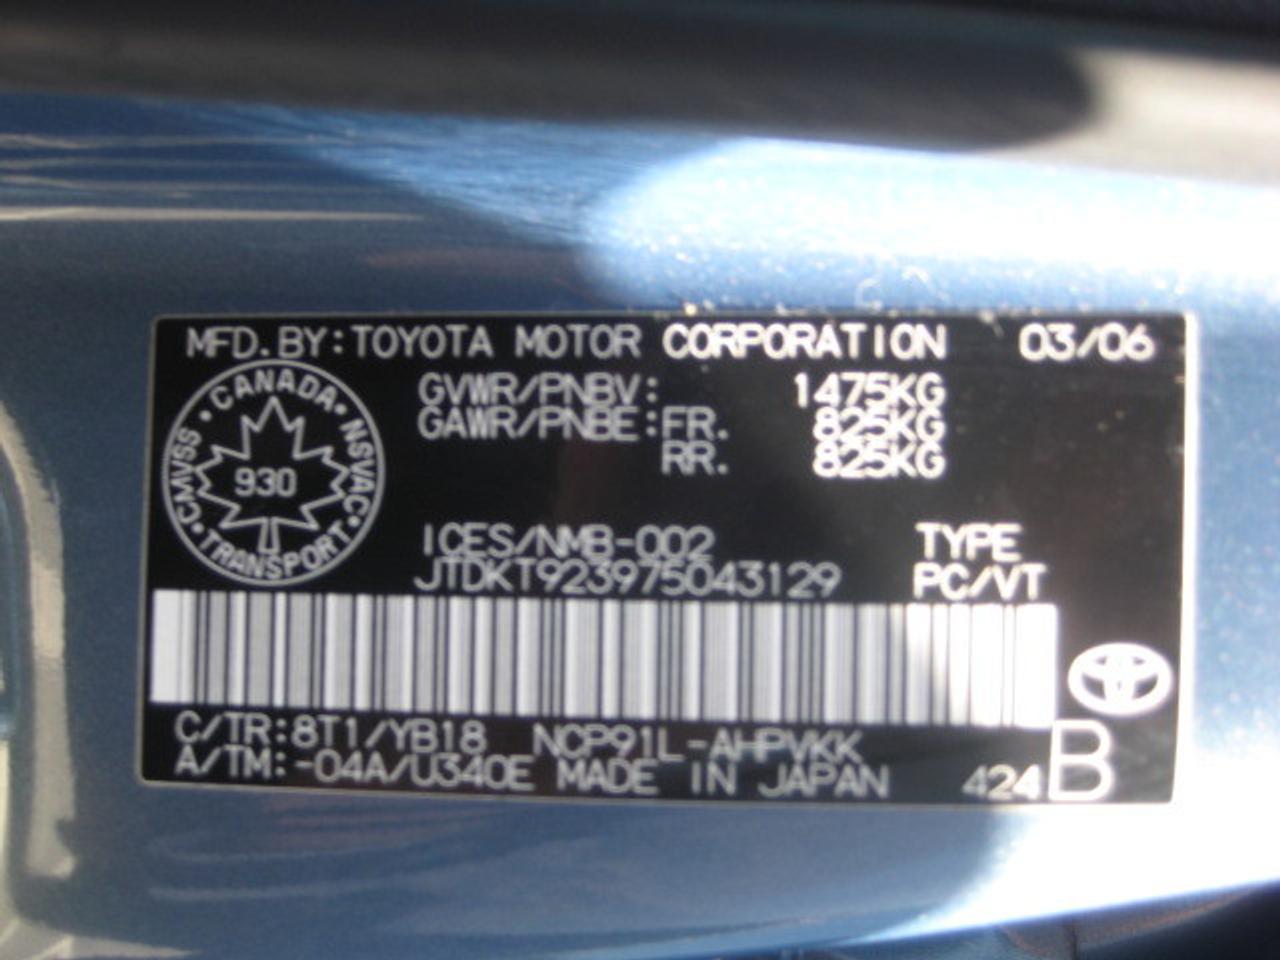 MFD. BY: TOYOTA MOTOR CORPORATION 03/06
GVWR/PNBV: 1475KG
GAWR/PNBE: FR. 825KG
RR. 825KG
CANADA · NSVAC · TRANSPORT · CMVSS ·
930
ICES/NMB-002 TYPE
JTDKT923975043129 PC/VT
C/TR: 8T1/YB18 NCP91L-AHPVKK
A/TM: -04A/U340E MADE IN JAPAN 424 B